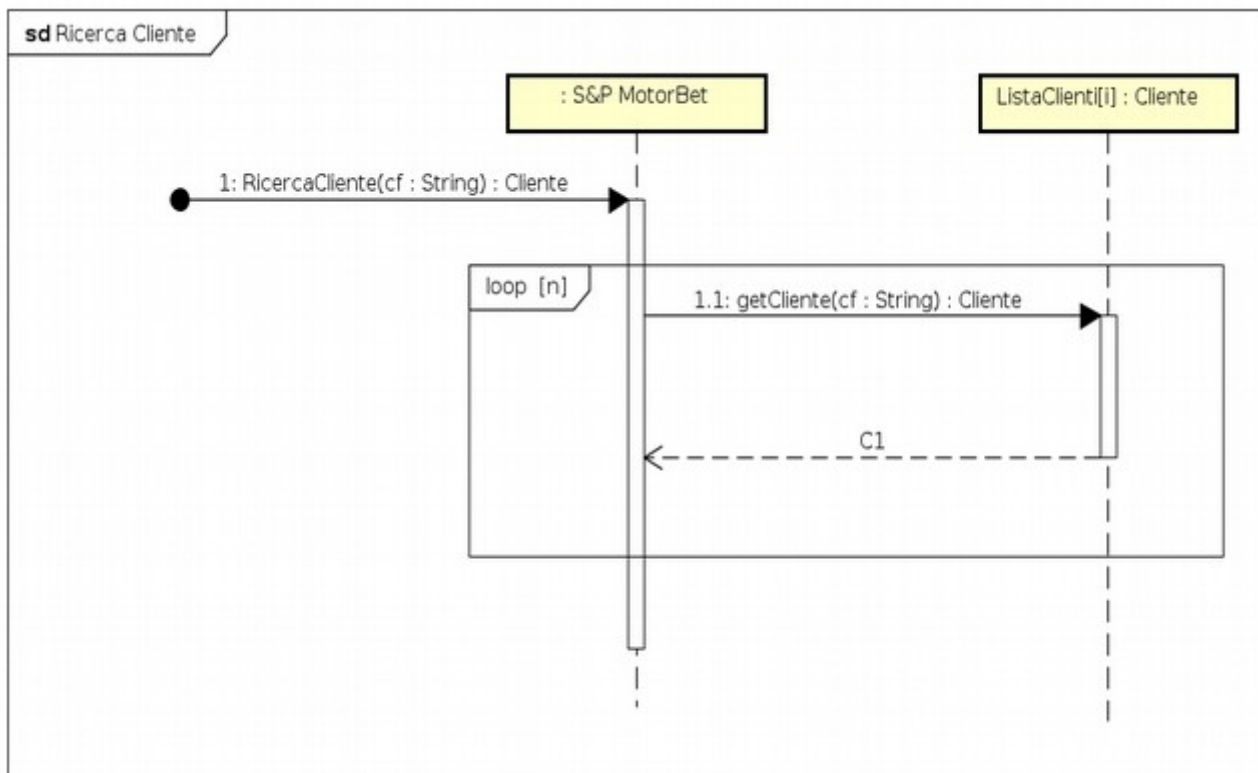 sd Ricerca Cliente
: S&P MotorBet
ListaClienti[i] : Cliente
1: RicercaCliente(cf : String) : Cliente
loop [n]
1.1: getCliente(cf : String) : Cliente
C1